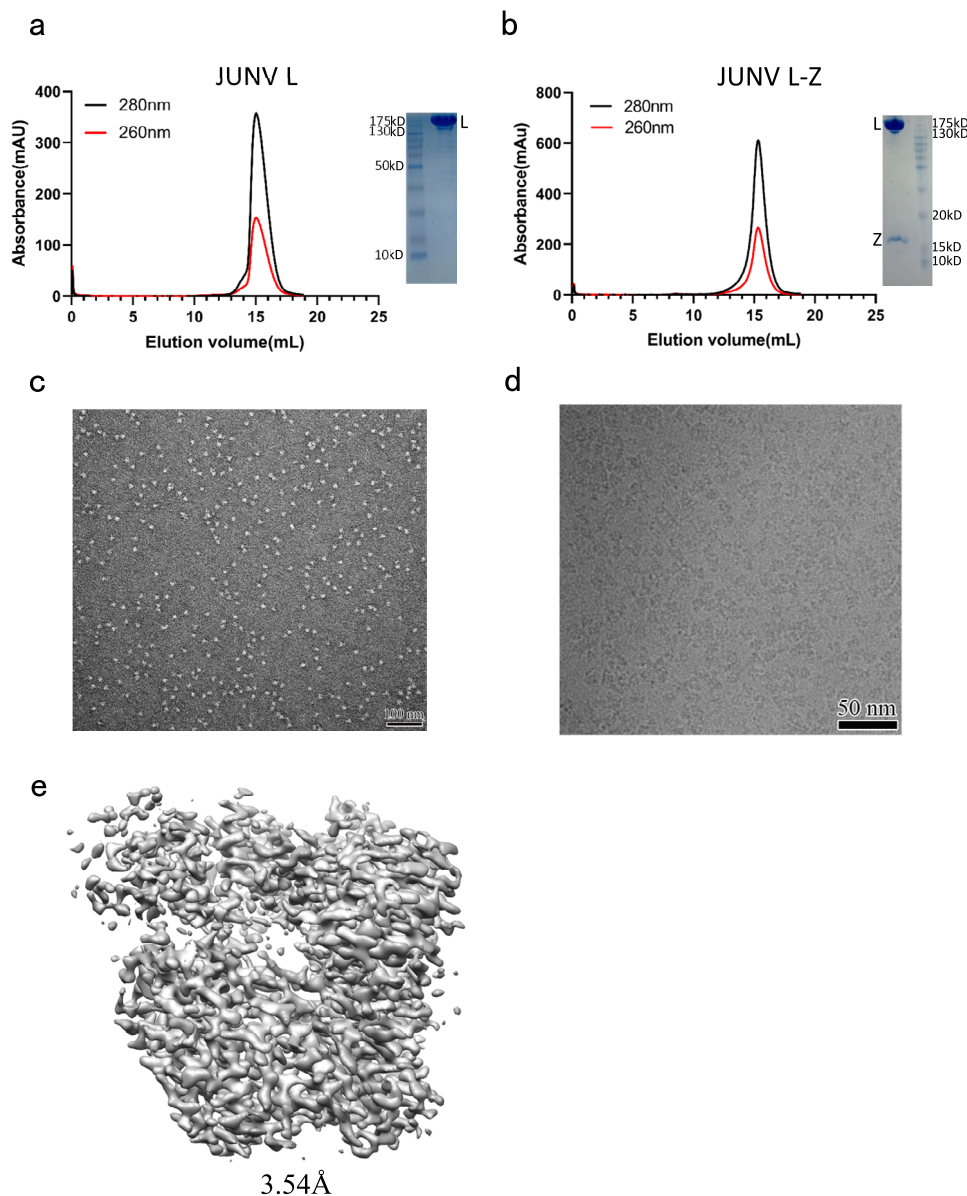 a
JUNV L
400
300
200
100
0
280nm
260nm
Absorbance(mAU)
0 5 10 15 20 25
Elution volume(mL)
175kD
130kD
50kD
10kD
L
b
JUNV L-Z
800
600
400
200
0
280nm
260nm
Absorbance(mAu)
0 5 10 15 20 25
Elution volume(mL)
L
Z
175kD
130kD
20kD
15kD
10kD
c
100 nm
d
50 nm
e
3.54Å